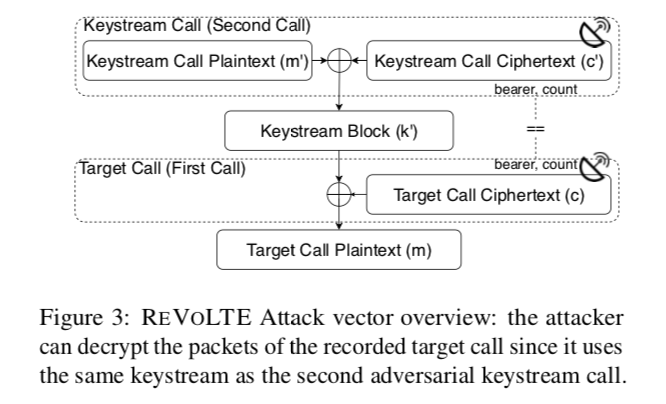 Keystream Call (Second Call)
Keystream Call Plaintext (m')
Keystream Call Ciphertext (c')
bearer, count
Keystream Block (k')
==
Target Call (First Call)
bearer, count
Target Call Ciphertext (c)
Target Call Plaintext (m)
Figure 3: REVOLTE Attack vector overview: the attacker
can decrypt the packets of the recorded target call since it uses
the same keystream as the second adversarial keystream call.